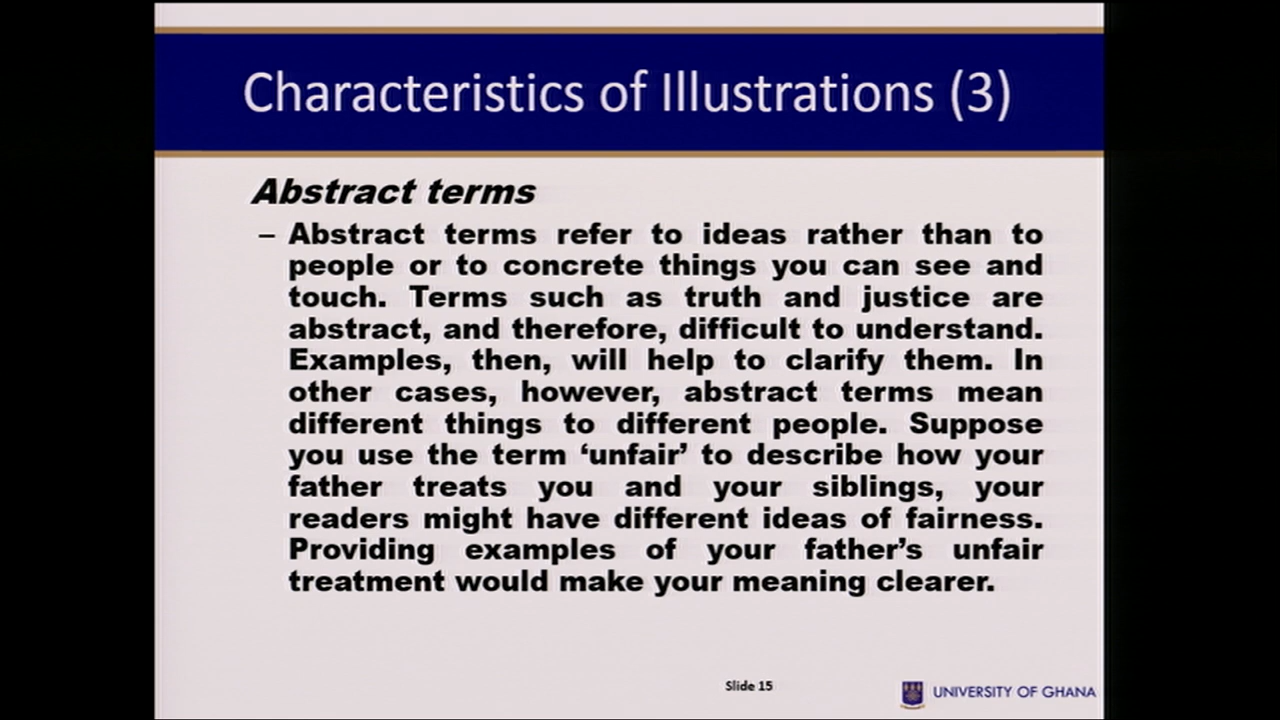 Characteristics of Illustrations (3)
Abstract terms
– Abstract terms refer to ideas rather than to
people or to concrete things you can see and
touch. Terms such as truth and justice are
abstract, and therefore, difficult to understand.
Examples, then, will help to clarify them. In
other cases, however, abstract terms mean
different things to different people. Suppose
you use the term ‘unfair’ to describe how your
father treats you and your siblings, your
readers might have different ideas of fairness.
Providing examples of your father’s unfair
treatment would make your meaning clearer.
Slide 15
UNIVERSITY OF GHANA